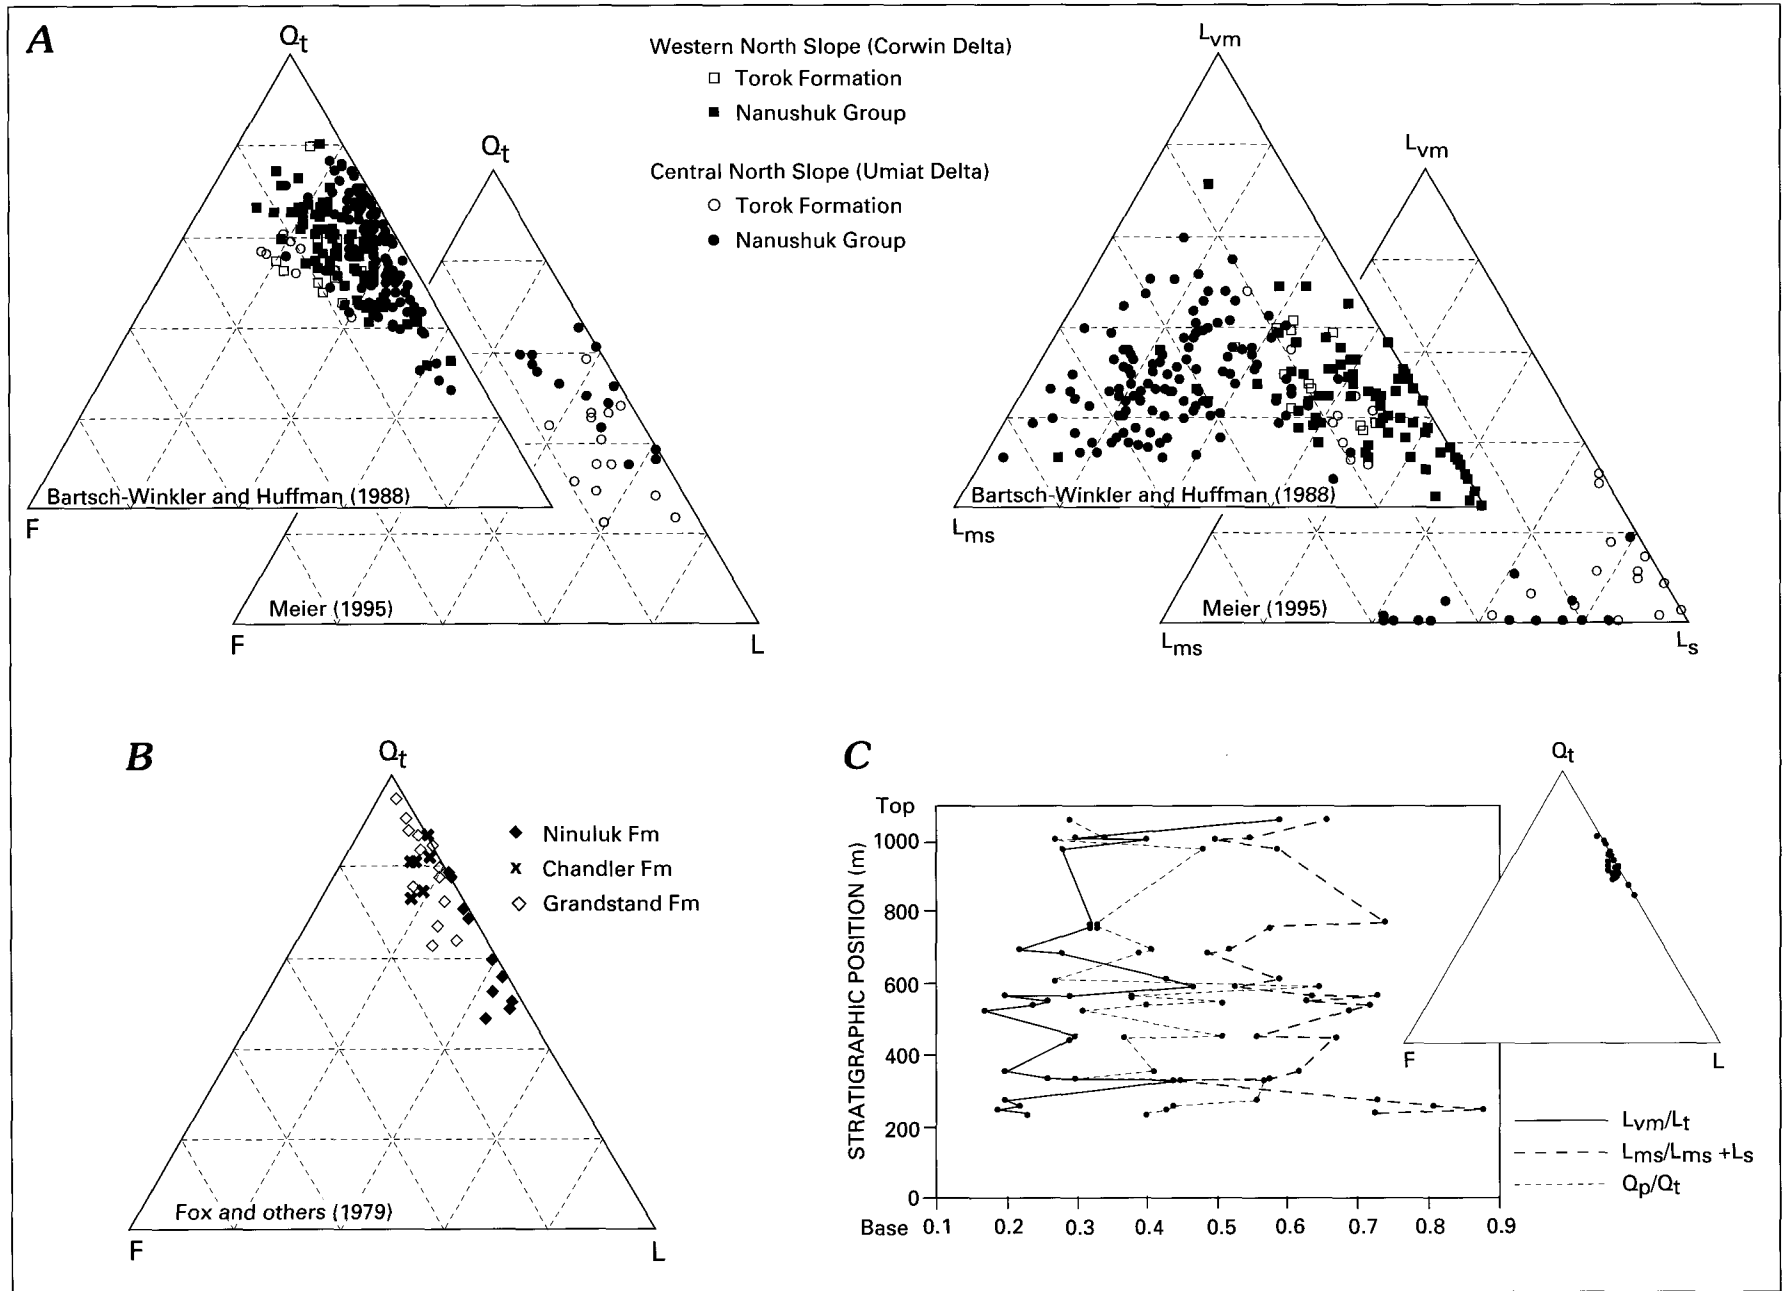 A
Qt
Qt
Bartsch-Winkler and Huffman (1988)
F
Meier (1995)
F
L
Western North Slope (Corwin Delta)
Torok Formation
Nanushuk Group
Central North Slope (Umiat Delta)
Torok Formation
Nanushuk Group
Lvm
Lvm
Bartsch-Winkler and Huffman (1988)
Lms
Meier (1995)
Lms
Ls
B
Qt
Ninuluk Fm
Chandler Fm
Grandstand Fm
Fox and others (1979)
F
L
C
Top
1000
800
600
400
200
0
STRATIGRAPHIC POSITION (m)
Base
0.1
0.2
0.3
0.4
0.5
0.6
0.7
0.8
0.9
Qt
F
L
Lvm/Lt
Lms/Lms +Ls
Qp/Qt